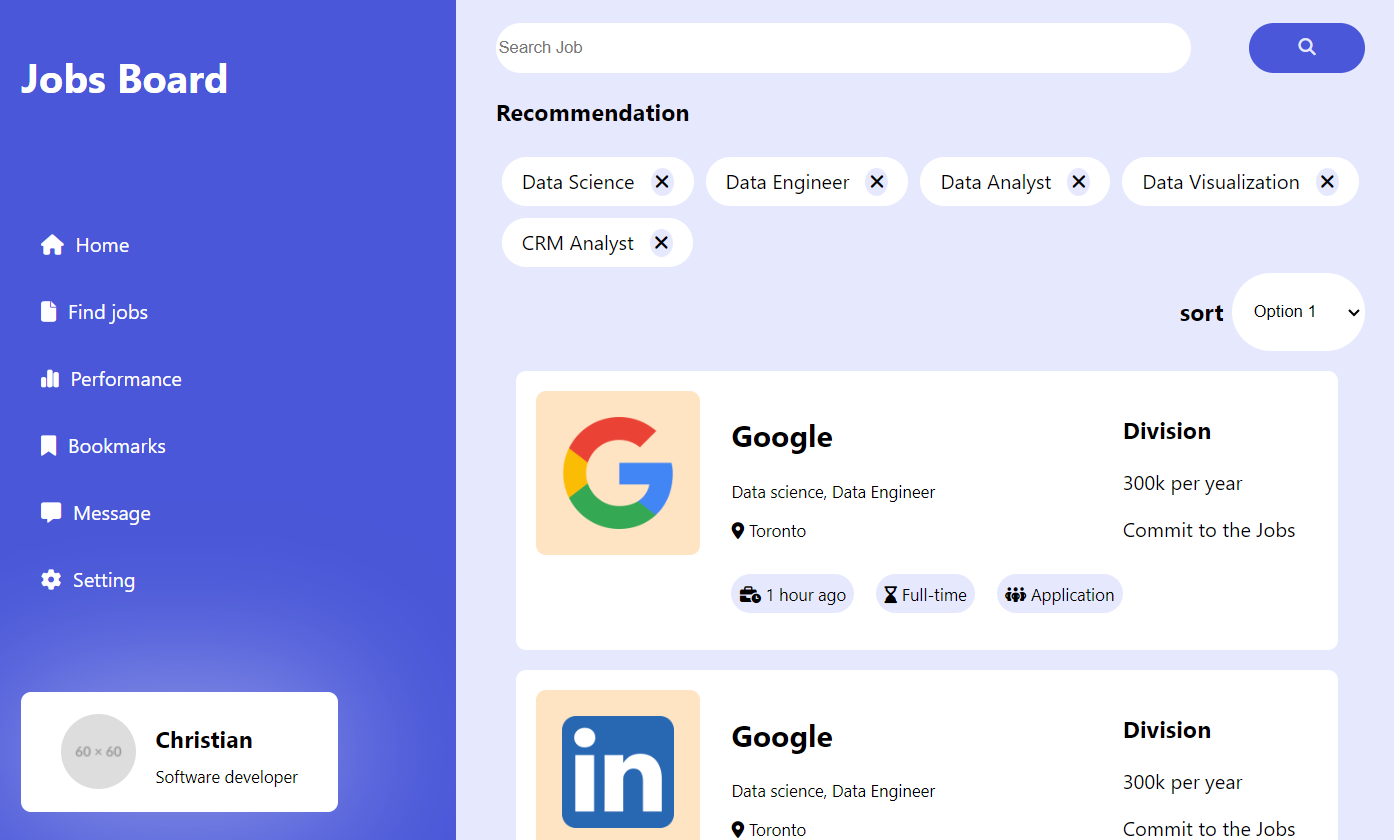 Jobs Board
Home
Find jobs
Performance
Bookmarks
Message
Setting
60 × 60
Christian
Software developer
Search Job
Recommendation
Data Science
Data Engineer
Data Analyst
Data Visualization
CRM Analyst
sort
Option 1
Google
Data science, Data Engineer
Toronto
1 hour ago
Full-time
Application
Division
300k per year
Commit to the Jobs
in
Google
Data science, Data Engineer
Toronto
Division
300k per year
Commit to the Jobs